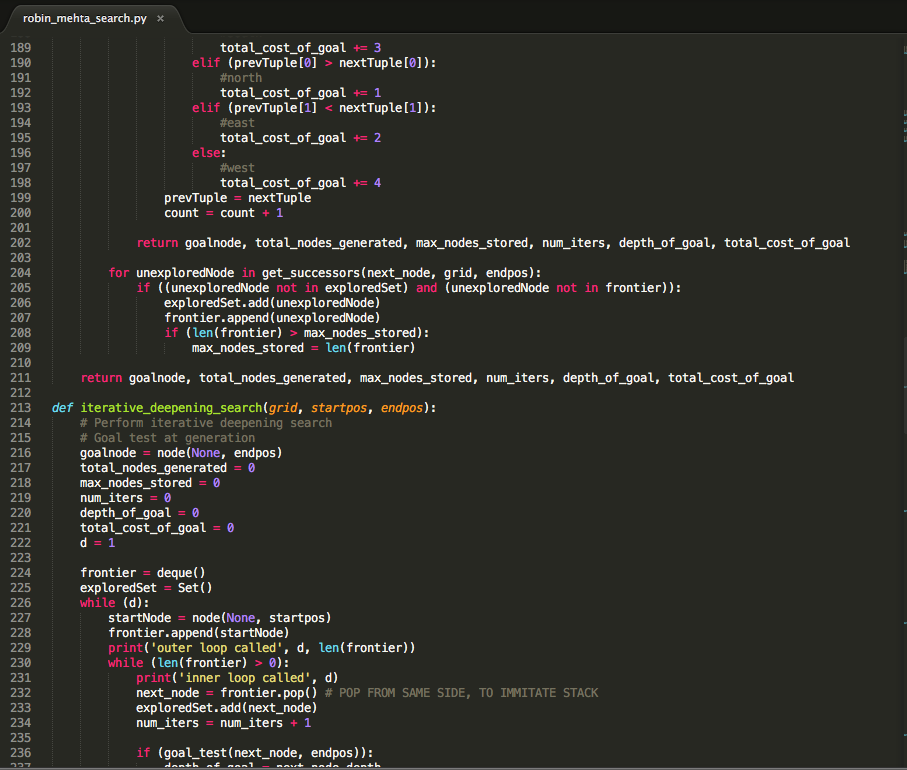 robin_mehta_search.py ×
189 total_cost_of_goal += 3
190 elif (prevTuple[0] > nextTuple[0]):
191 #north
192 total_cost_of_goal += 1
193 elif (prevTuple[1] < nextTuple[1]):
194 #east
195 total_cost_of_goal += 2
196 else:
197 #west
198 total_cost_of_goal += 4
199 prevTuple = nextTuple
200 count = count + 1
201
202 return goalnode, total_nodes_generated, max_nodes_stored, num_iters, depth_of_goal, total_cost_of_goal
203
204 for unexploredNode in get_successors(next_node, grid, endpos):
205 if ((unexploredNode not in exploredSet) and (unexploredNode not in frontier)):
206 exploredSet.add(unexploredNode)
207 frontier.append(unexploredNode)
208 if (len(frontier) > max_nodes_stored):
209 max_nodes_stored = len(frontier)
210
211 return goalnode, total_nodes_generated, max_nodes_stored, num_iters, depth_of_goal, total_cost_of_goal
212
213 def iterative_deepening_search(grid, startpos, endpos):
214 # Perform iterative deepening search
215 # Goal test at generation
216 goalnode = node(None, endpos)
217 total_nodes_generated = 0
218 max_nodes_stored = 0
219 num_iters = 0
220 depth_of_goal = 0
221 total_cost_of_goal = 0
222 d = 1
223
224 frontier = deque()
225 exploredSet = Set()
226 while (d):
227 startNode = node(None, startpos)
228 frontier.append(startNode)
229 print('outer loop called', d, len(frontier))
230 while (len(frontier) > 0):
231 print('inner loop called', d)
232 next_node = frontier.pop() # POP FROM SAME SIDE, TO IMMITATE STACK
233 exploredSet.add(next_node)
234 num_iters = num_iters + 1
235
236 if (goal_test(next_node, endpos)):
237 depth_of_goal = next_node.depth